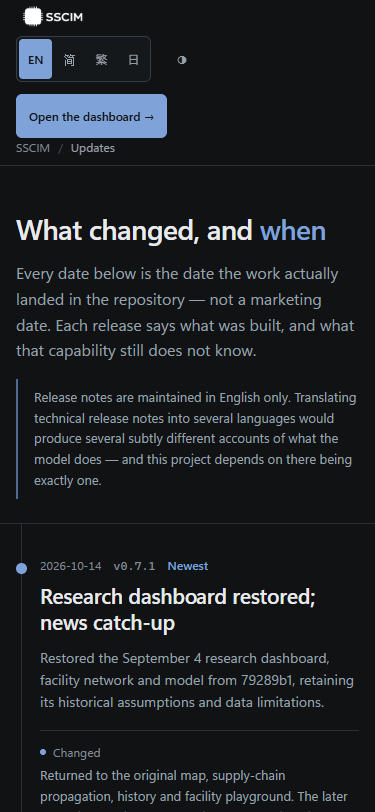 SSCIM
EN 简 繁 日
Open the dashboard →
SSCIM / Updates
What changed, and when
Every date below is the date the work actually
landed in the repository — not a marketing
date. Each release says what was built, and what
that capability still does not know.
Release notes are maintained in English only. Translating
technical release notes into several languages would
produce several subtly different accounts of what the
model does — and this project depends on there being
exactly one.
2026-10-14 v0.7.1 Newest
Research dashboard restored;
news catch-up
Restored the September 4 research dashboard,
facility network and model from 79289b1, retaining
its historical assumptions and data limitations.
Changed
Returned to the original map, supply-chain
propagation, history and facility playground. The later